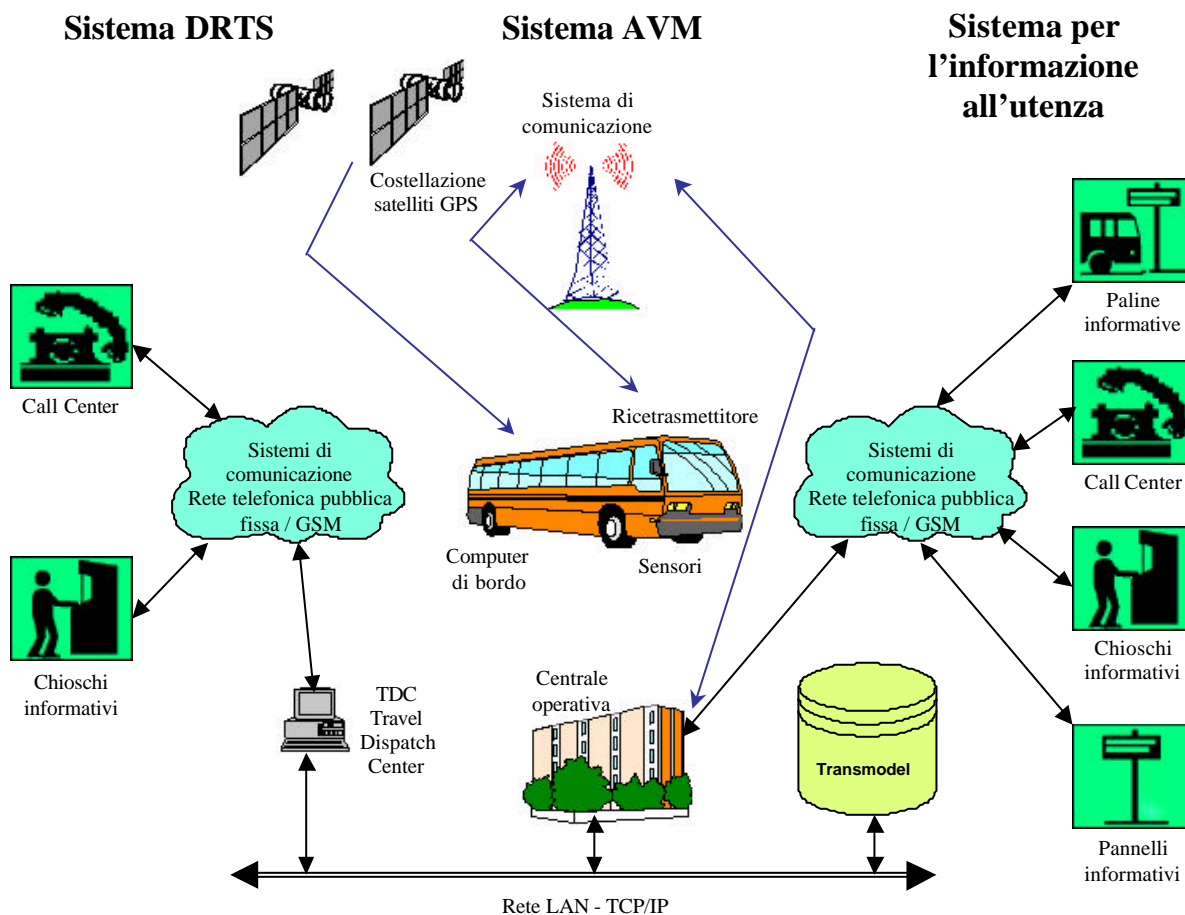 Sistema DRTS
Sistema AVM
Sistema per
l’informazione
all’utenza
Sistema di
comunicazione
Costellazione
satelliti GPS
Call Center
Sistemi di
comunicazione
Rete telefonica pubblica
fissa / GSM
Chioschi
informativi
TDC
Travel
Dispatch
Center
Ricetrasmettitore
Computer
di bordo
Sensori
Centrale
operativa
Sistemi di
comunicazione
Rete telefonica pubblica
fissa / GSM
Transmodel
Paline
informative
Call Center
Chioschi
informativi
Pannelli
informativi
Rete LAN - TCP/IP